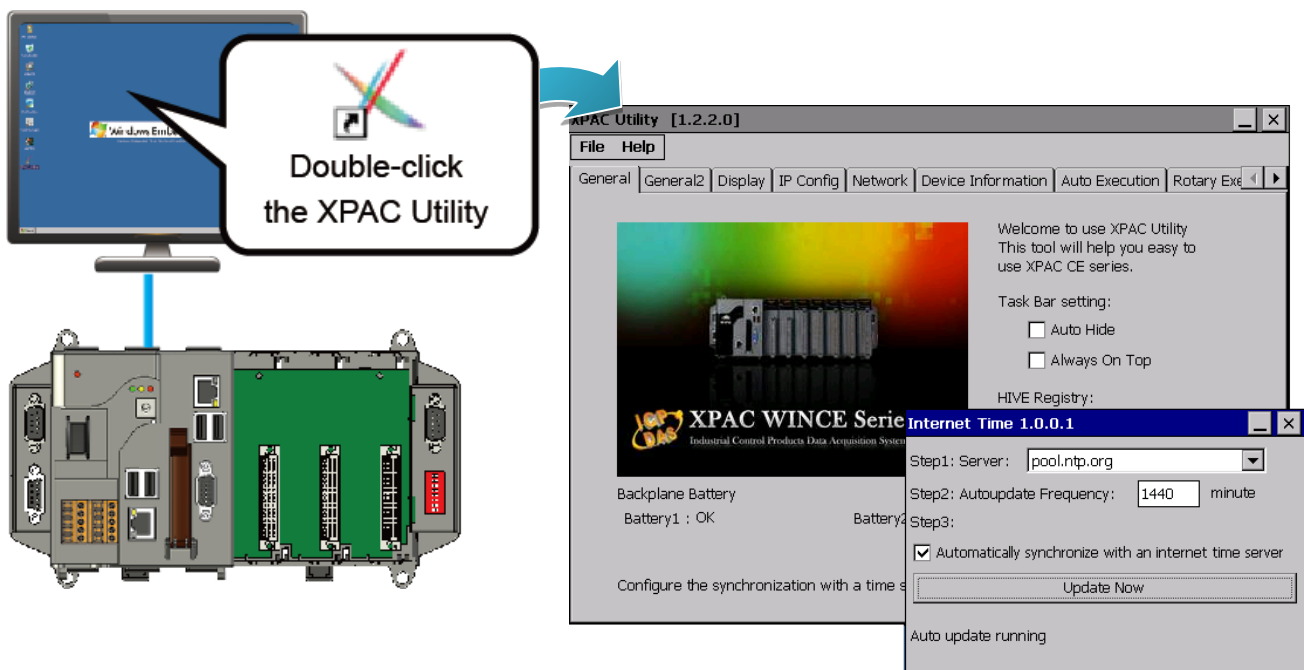 Double-click
the XPAC Utility
XPAC Utility [1.2.2.0]
File Help
General General2 Display IP Config Network Device Information Auto Execution Rotary Exe
Welcome to use XPAC Utility
This tool will help you easy to
use XPAC CE series.
Task Bar setting:
Auto Hide
Always On Top
HIVE Registry:
ICP DAS
XPAC WINCE Serie
Industrial Control Products Data Acquisition System
Backplane Battery
Battery1 : OK Battery2
Configure the synchronization with a time s
Internet Time 1.0.0.1
Step1: Server: pool.ntp.org
Step2: Autoupdate Frequency: 1440 minute
Step3:
Automatically synchronize with an internet time server
Update Now
Auto update running